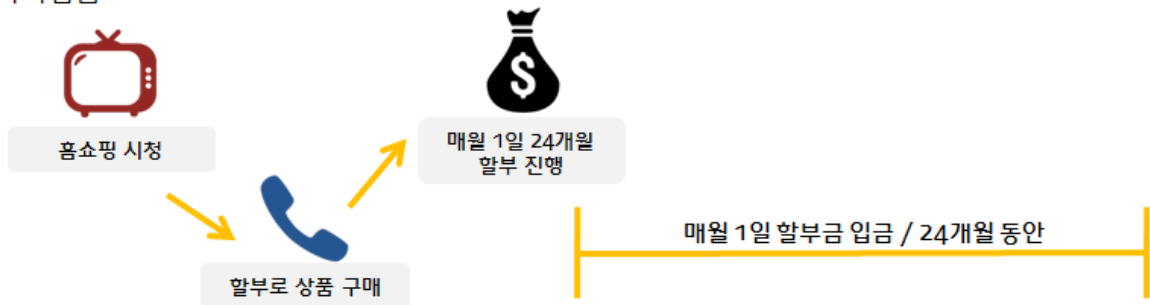 홈쇼핑 시청
매월 1일 24개월
할부 진행
매월 1일 할부금 입금 / 24개월 동안
할부로 상품 구매